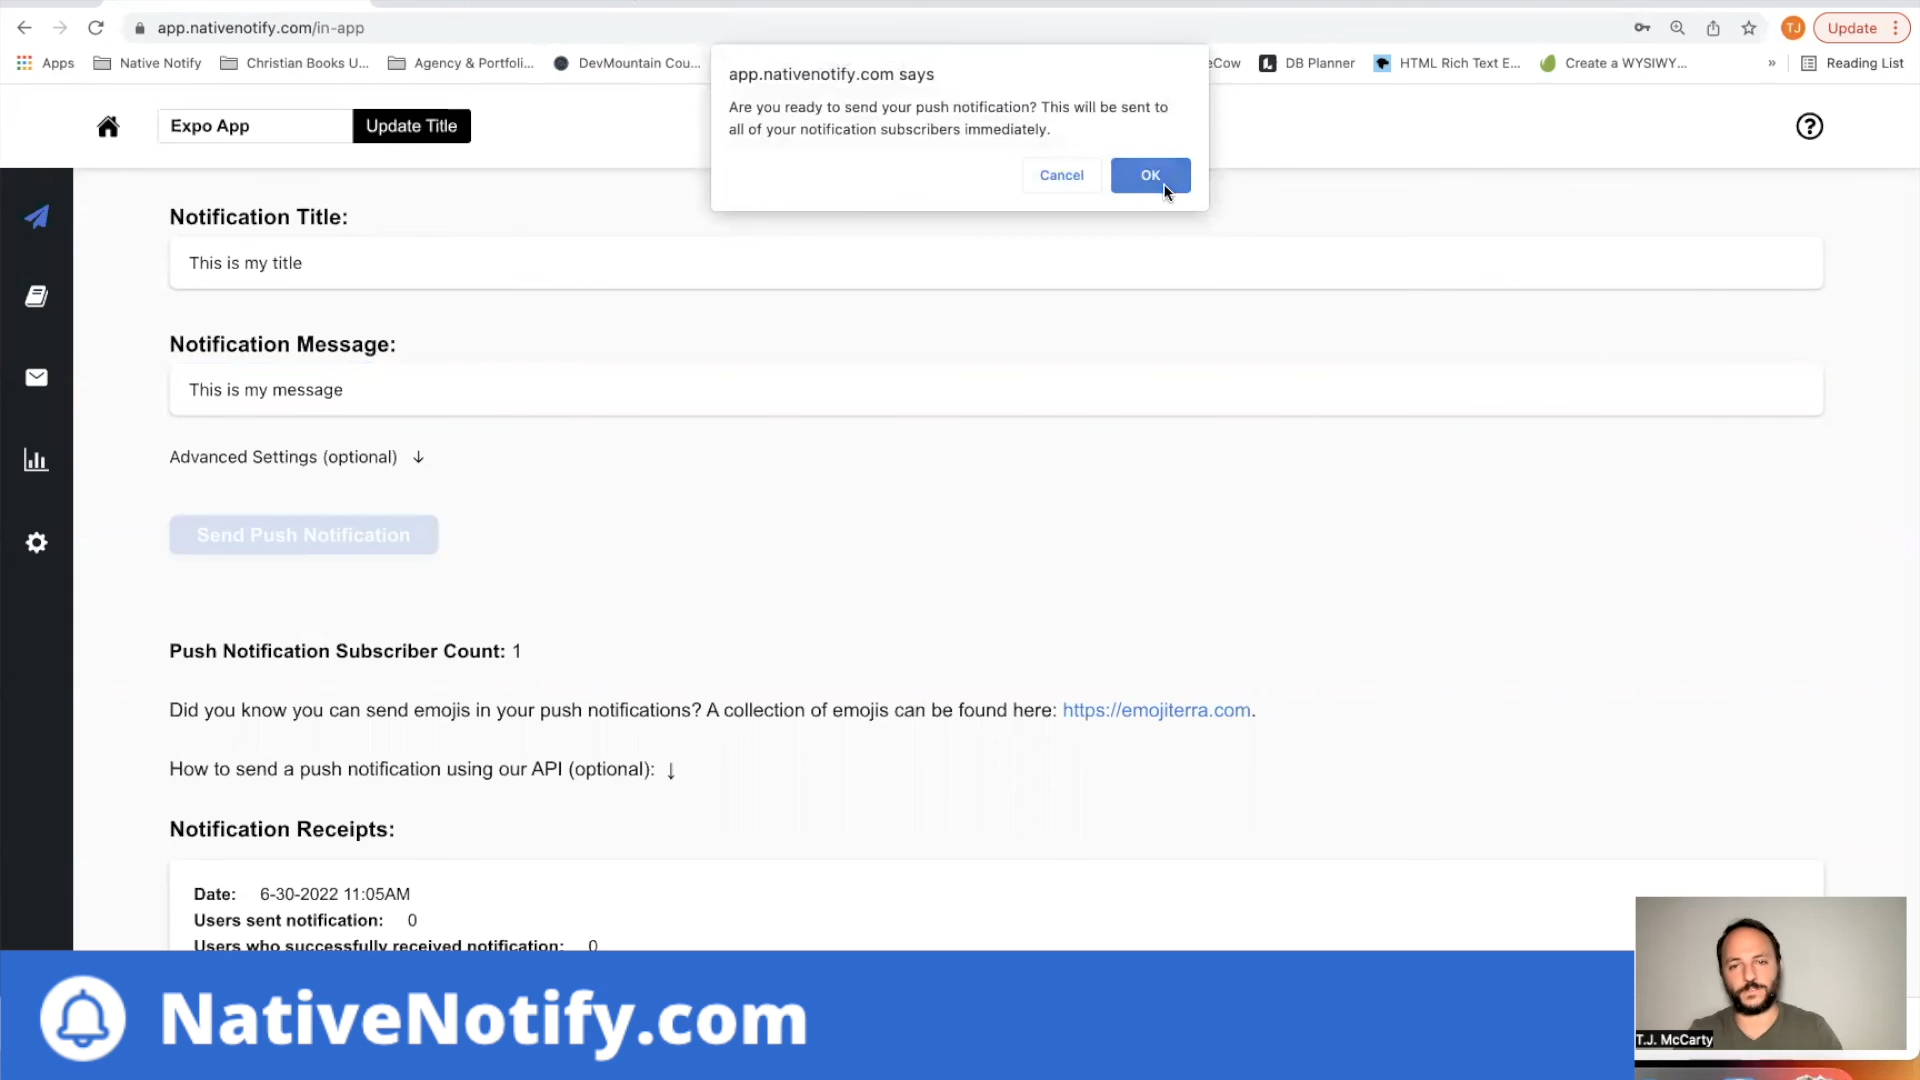 app.nativenotify.com/in-app
TJ
Update
Apps
Native Notify
Christian Books U...
Agency & Portfoli...
DevMountain Cou...
eCow
DB Planner
HTML Rich Text E...
Create a WYSIWY...
»
Reading List
app.nativenotify.com says
Are you ready to send your push notification? This will be sent to
all of your notification subscribers immediately.
Cancel
OK
Expo App
Update Title
Notification Title:
This is my title
Notification Message:
This is my message
Advanced Settings (optional) ↓
Send Push Notification
Push Notification Subscriber Count: 1
Did you know you can send emojis in your push notifications? A collection of emojis can be found here: https://emojiterra.com.
How to send a push notification using our API (optional): ↓
Notification Receipts:
Date: 6-30-2022 11:05AM
Users sent notification: 0
Users who successfully received notification: 0
NativeNotify.com
T.J. McCarty